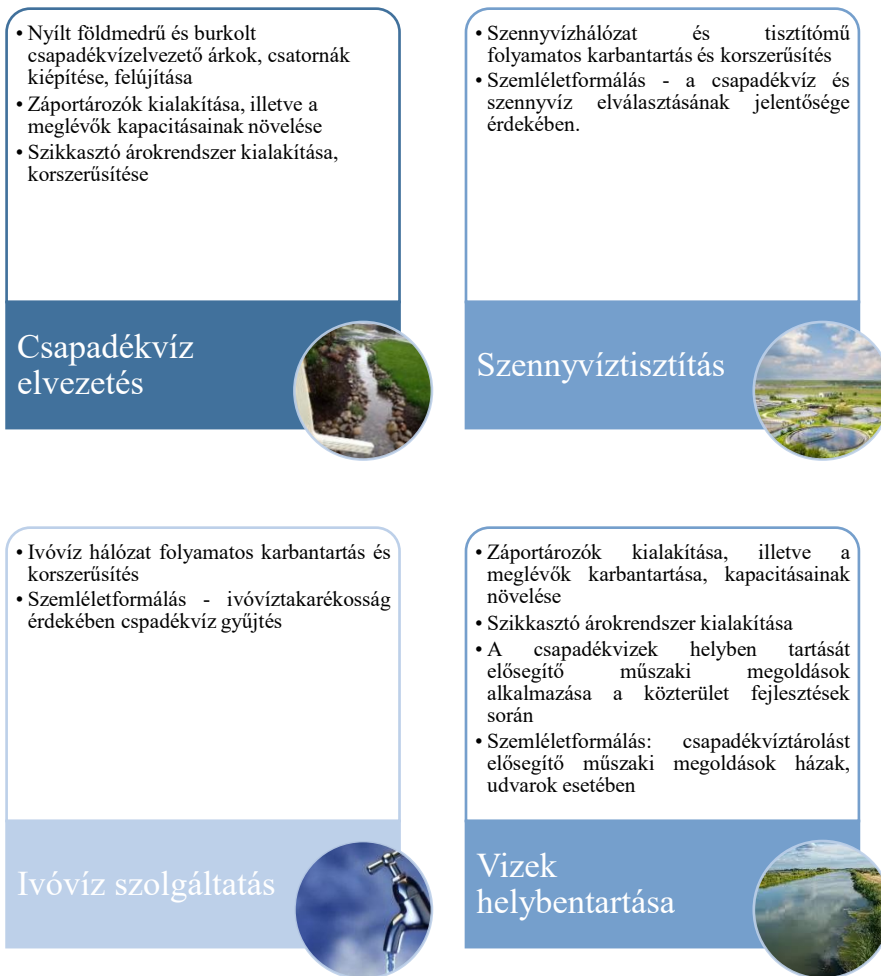 • Nyílt földmedrű és burkolt
csapadékvízelvezető árkok, csatornák
kiépítése, felújítása
• Záportározók kialakítása, illetve a
meglévők kapacitásainak növelése
• Szikkasztó árokrendszer kialakítása,
korszerűsítése
Csapadékvíz
elvezetés
• Szennyvízhálózat és tisztítómű
folyamatos karbantartás és korszerűsítés
• Szemléletformálás - a csapadékvíz és
szennyvíz elválasztásának jelentősége
érdekében.
Szennyvíztisztítás
• Ivóvíz hálózat folyamatos karbantartás és
korszerűsítés
• Szemléletformálás - ivóvíztakarékosság
érdekében cspadékvíz gyűjtés
Ivóvíz szolgáltatás
• Záportározók kialakítása, illetve a
meglévők karbantartása, kapacitásainak
növelése
• Szikkasztó árokrendszer kialakítása
• A csapadékvizek helyben tartását
elősegítő műszaki megoldások
alkalmazása a közterület fejlesztések
során
• Szemléletformálás: csapadékvíztárolást
elősegítő műszaki megoldások házak,
udvarok esetében
Vizek
helybentartása